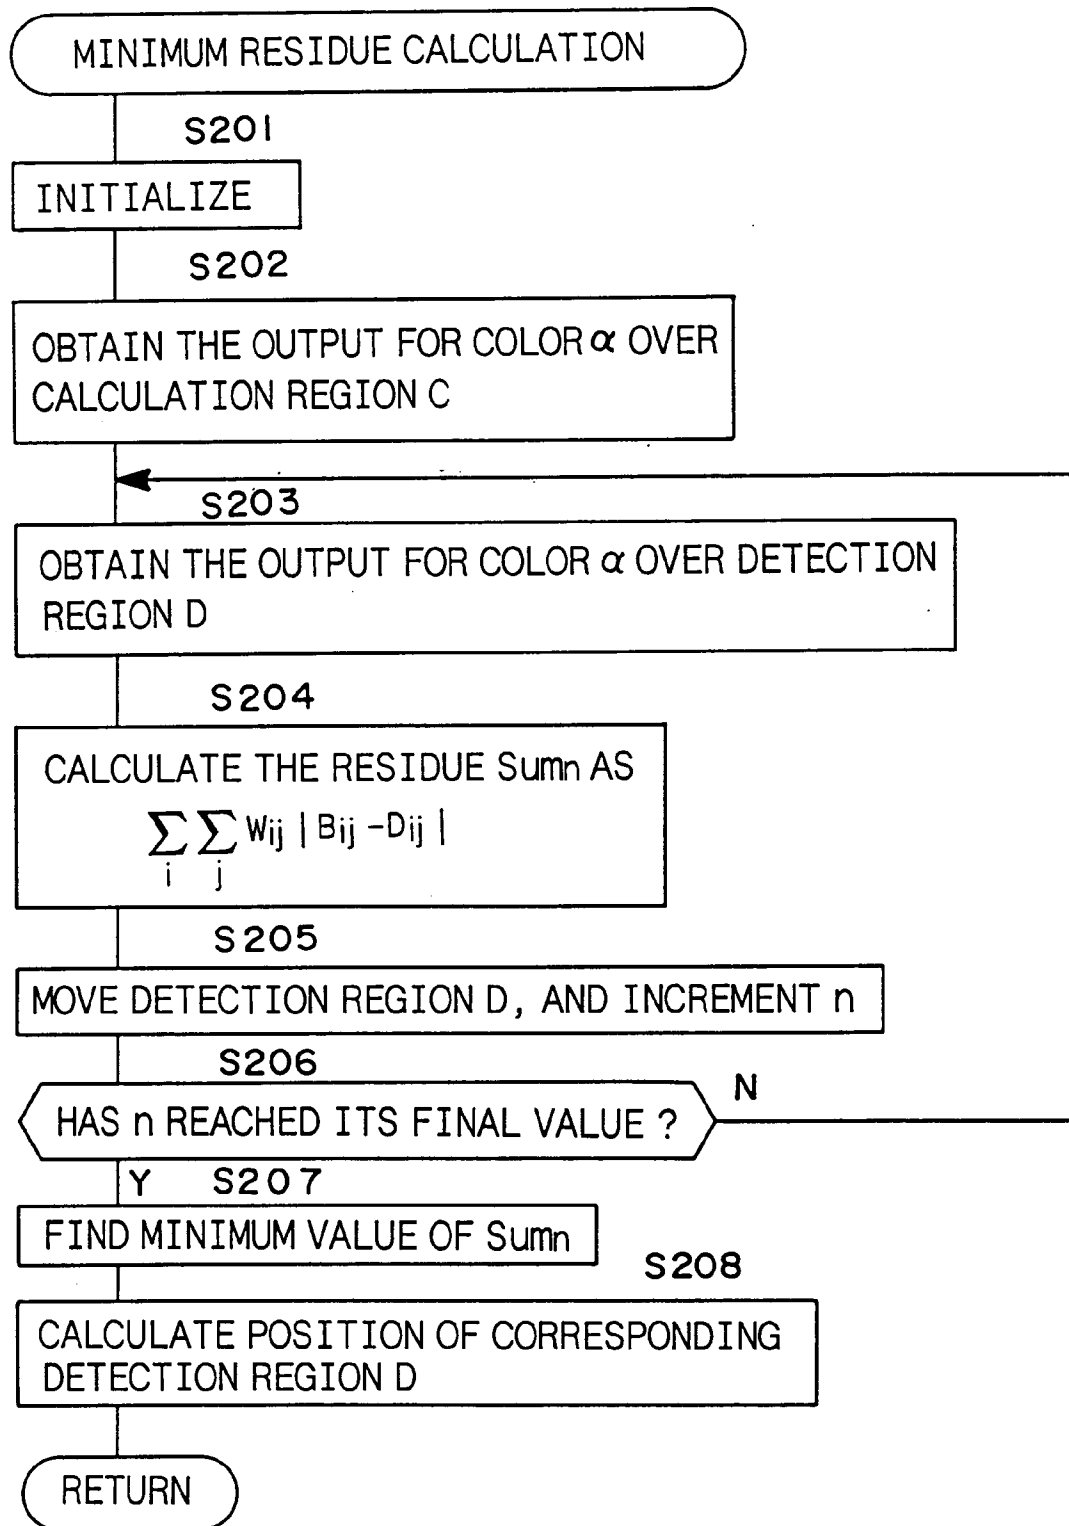 MINIMUM RESIDUE CALCULATION
S201
INITIALIZE
S202
OBTAIN THE OUTPUT FOR COLOR α OVER
CALCULATION REGION C
S203
OBTAIN THE OUTPUT FOR COLOR α OVER DETECTION
REGION D
S204
CALCULATE THE RESIDUE Sumn AS
∑ ∑ Wij | Bij -Dij |
i j
S205
MOVE DETECTION REGION D, AND INCREMENT n
S206
HAS n REACHED ITS FINAL VALUE ?
N
Y S207
FIND MINIMUM VALUE OF Sumn
S208
CALCULATE POSITION OF CORRESPONDING
DETECTION REGION D
RETURN